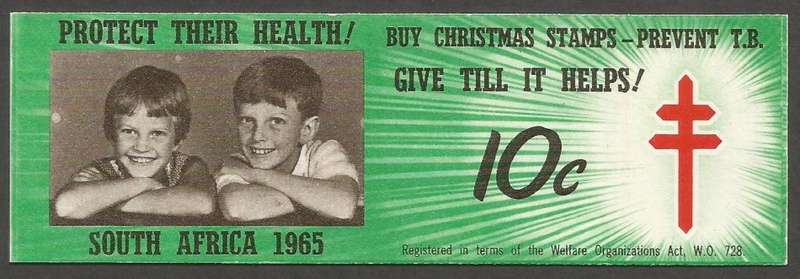 PROTECT THEIR HEALTH!
SOUTH AFRICA 1965
BUY CHRISTMAS STAMPS–PREVENT T.B.
GIVE TILL IT HELPS!
10c
Registered in terms of the Welfare Organizations Act, W.O. 728